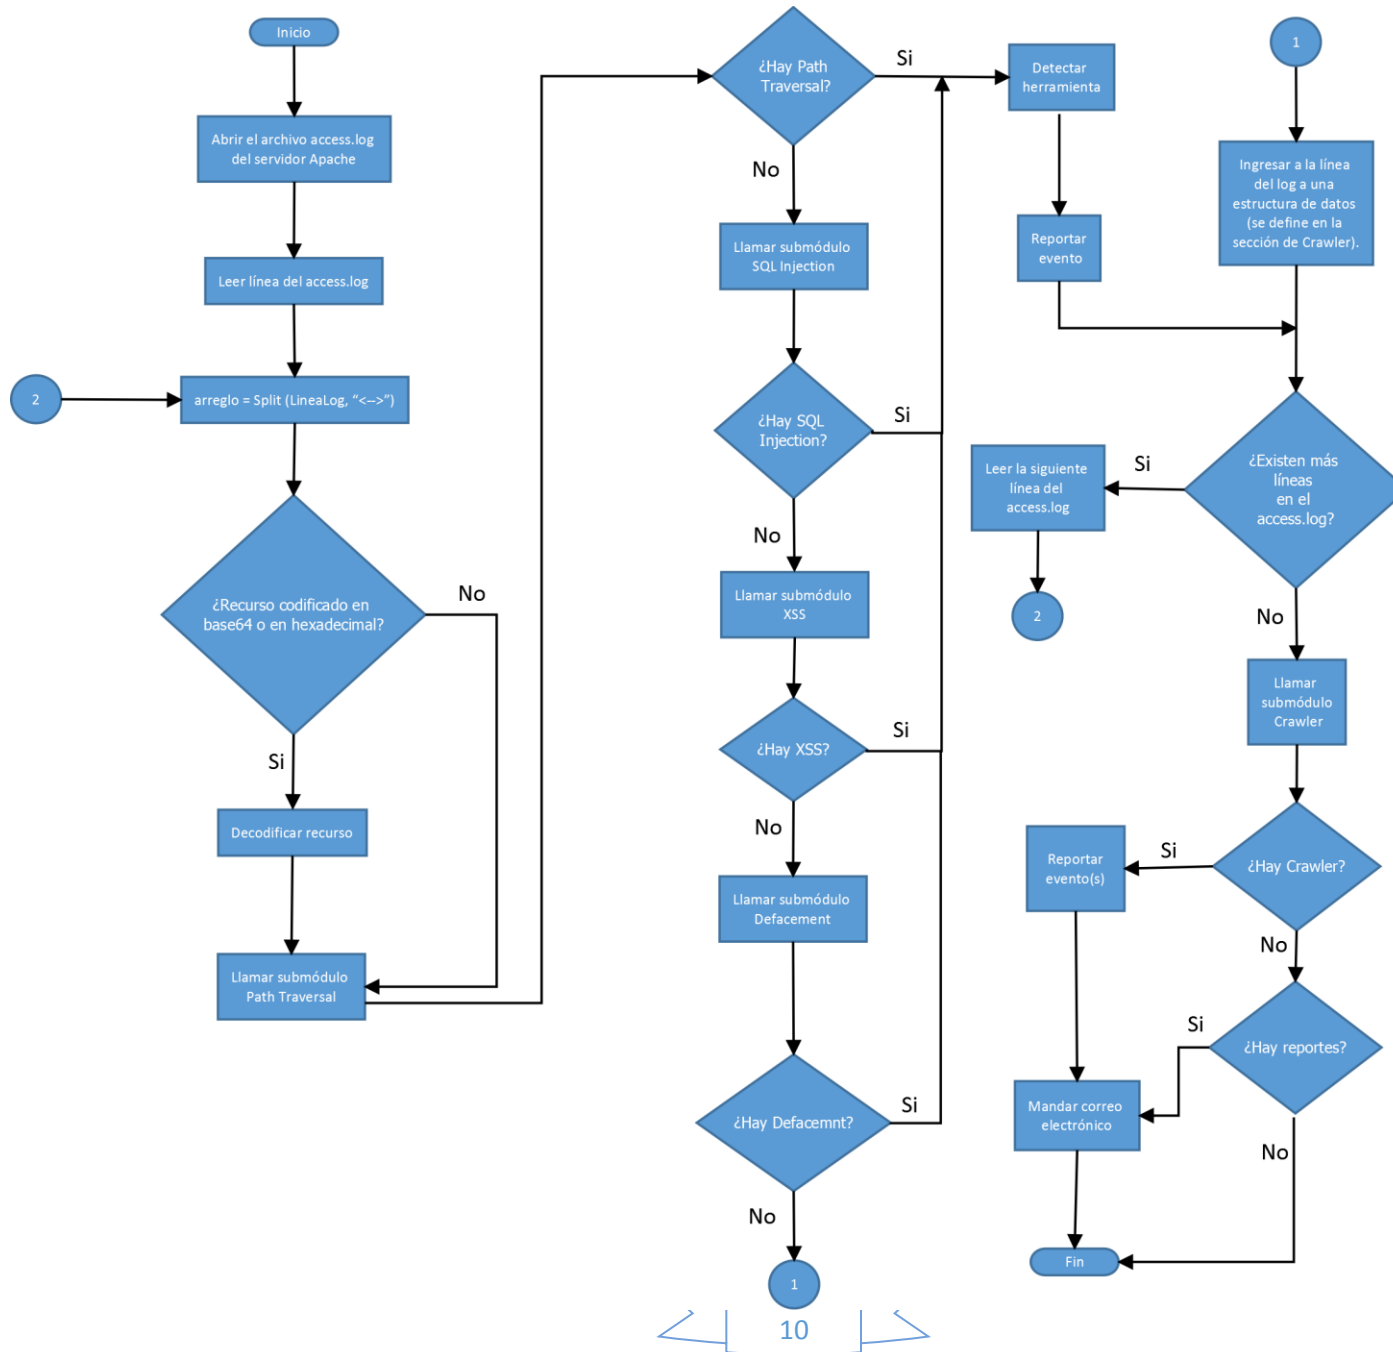 Inicio
Abrir el archivo access.log
del servidor Apache
Leer línea del access.log
2
arreglo = Split (LineaLog, “<-->”)
¿Recurso codificado en
base64 o en hexadecimal?
No
Si
Decodificar recurso
Llamar submódulo
Path Traversal
¿Hay Path
Traversal?
Si
No
Llamar submódulo
SQL Injection
¿Hay SQL
Injection?
Si
No
Llamar submódulo
XSS
¿Hay XSS?
Si
No
Llamar submódulo
Defacement
¿Hay Defacemnt?
Si
No
1
Detectar
herramienta
Reportar
evento
1
Ingresar a la línea
del log a una
estructura de datos
(se define en la
sección de Crawler).
¿Existen más
líneas
en el
access.log?
Si
Leer la siguiente
línea del
access.log
2
No
Llamar
submódulo
Crawler
¿Hay Crawler?
Si
Reportar
evento(s)
No
¿Hay reportes?
Si
Mandar correo
electrónico
No
Fin
10